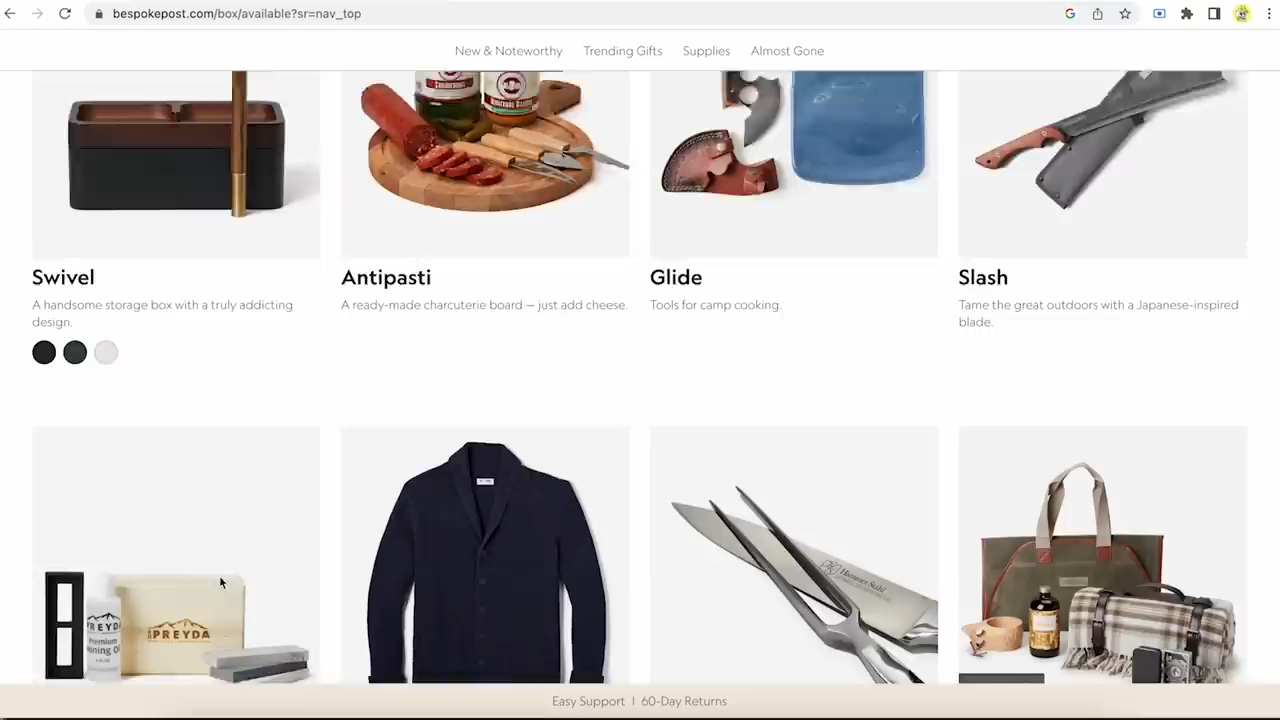 bespokepost.com/box/available?sr=nav_top
New & Noteworthy
Trending Gifts
Supplies
Almost Gone
Swivel
A handsome storage box with a truly addicting
design.
Antipasti
A ready-made charcuterie board – just add cheese.
Glide
Tools for camp cooking.
Slash
Tame the great outdoors with a Japanese-inspired
blade.
PREYDA
Premium
PREYDA
Hammer Stahl
Easy Support | 60-Day Returns